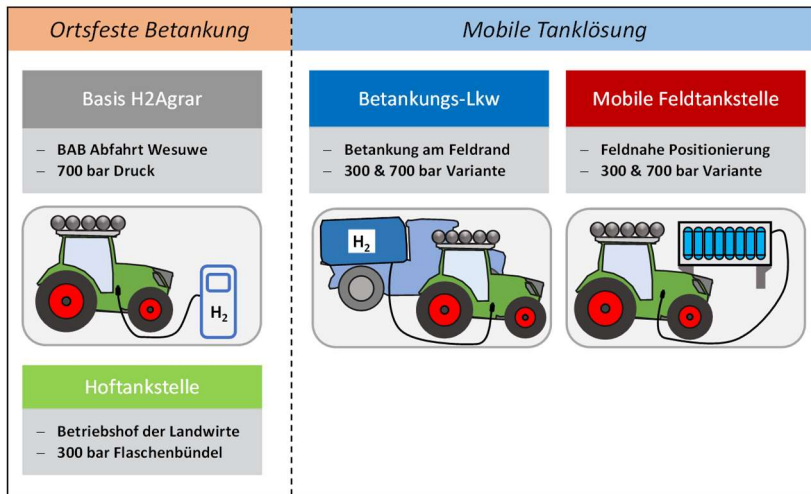 Ortsfeste Betankung
Mobile Tanklösung
Basis H2Agrar
– BAB Abfahrt Wesuwe
– 700 bar Druck
H₂
Hoftankstelle
– Betriebshof der Landwirte
– 300 bar Flaschenbündel
Betankungs-Lkw
– Betankung am Feldrand
– 300 & 700 bar Variante
H₂
Mobile Feldtankstelle
– Feldnahe Positionierung
– 300 & 700 bar Variante